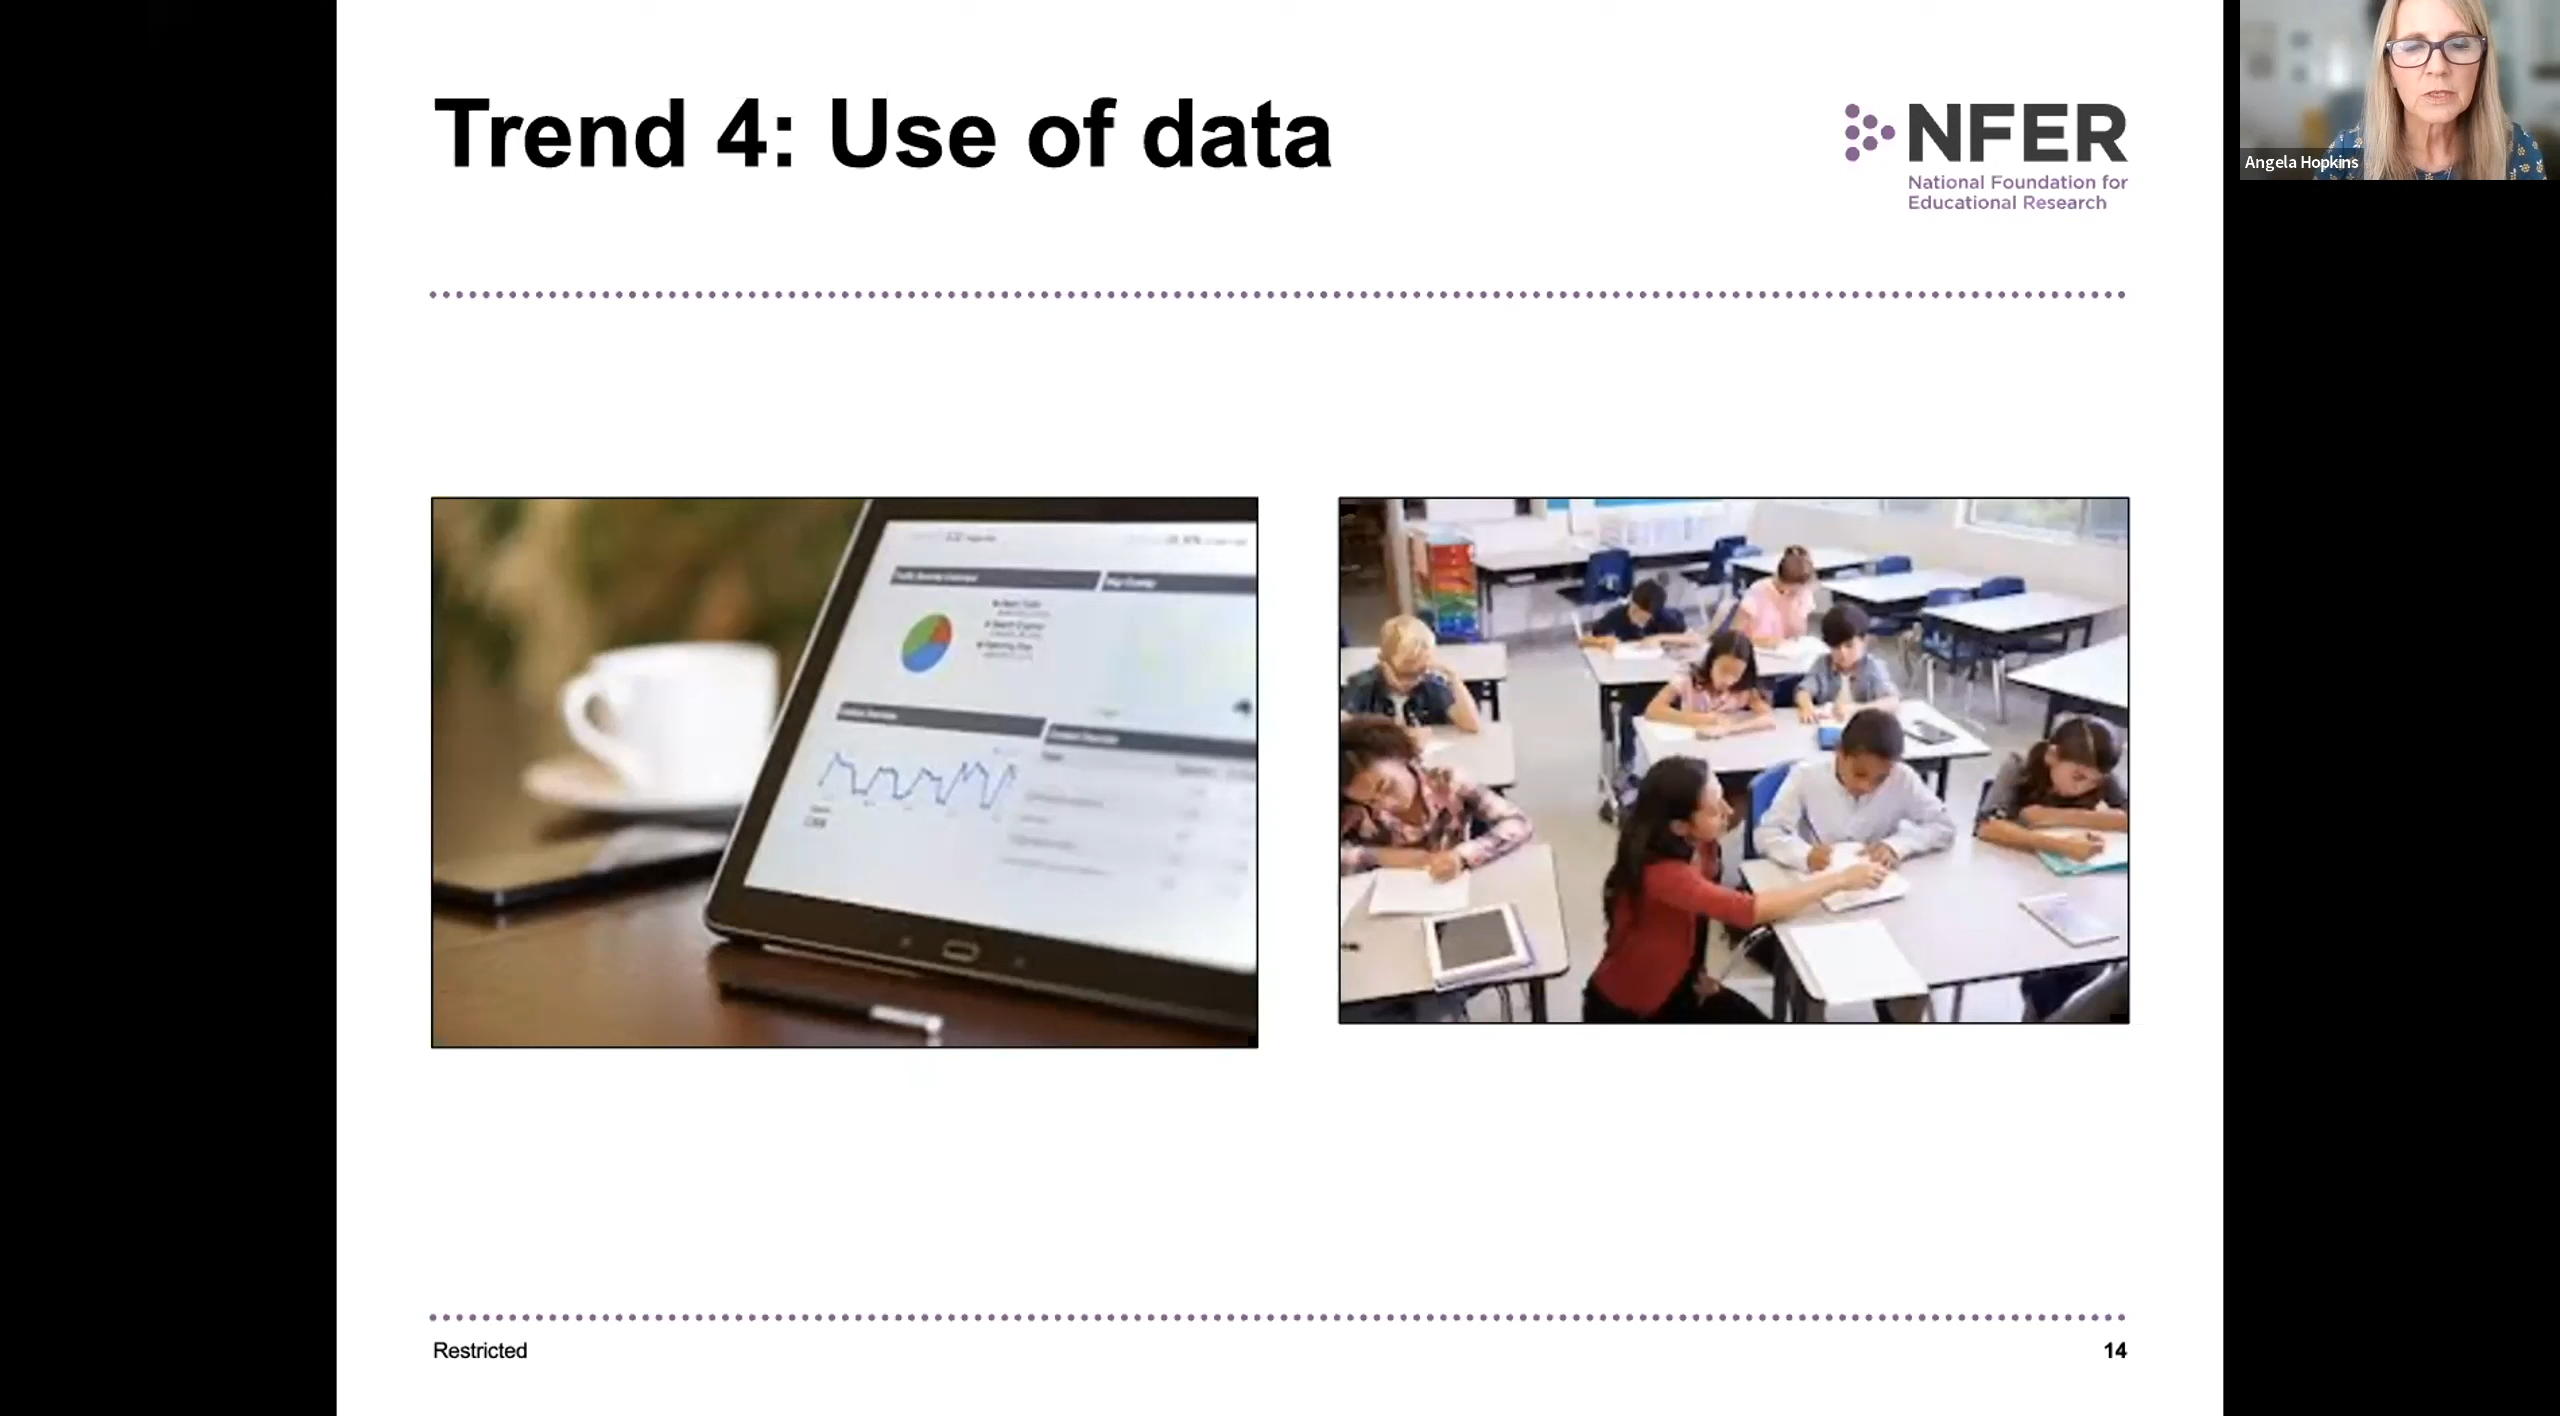 Trend 4: Use of data
NFER
National Foundation for
Educational Research
Angela Hopkins
Restricted
14